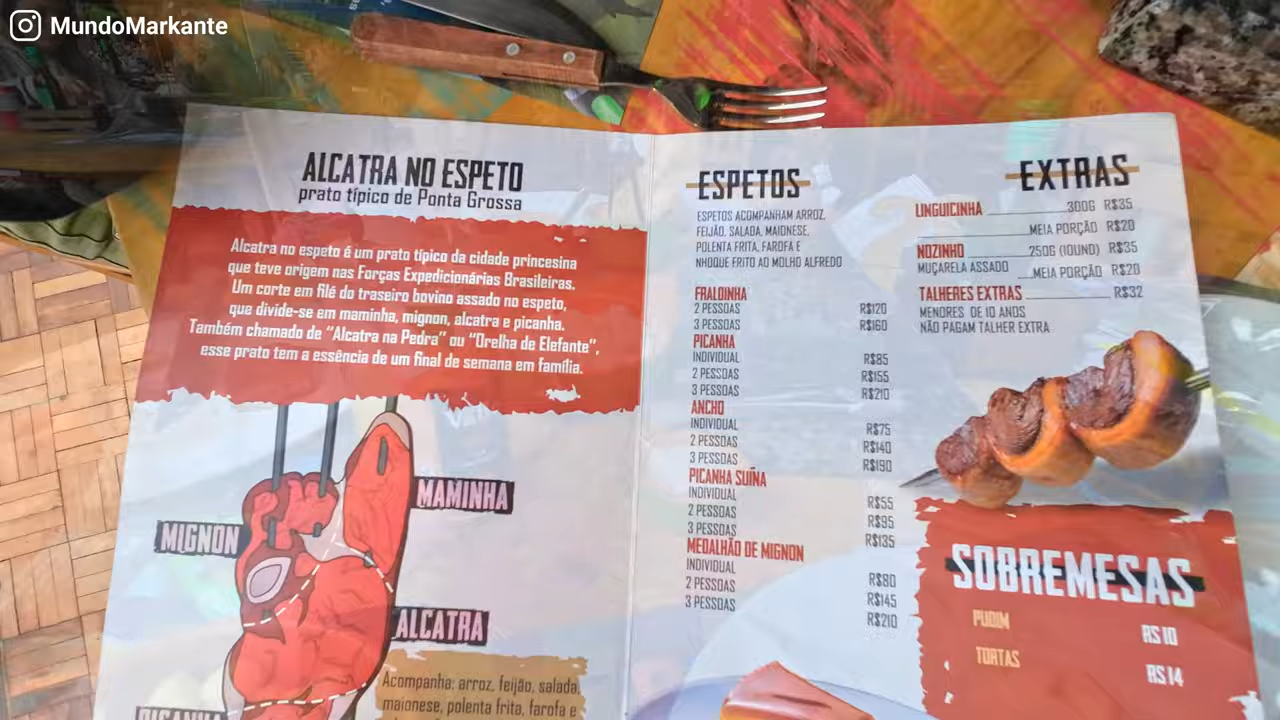 MundoMarkante
ALCATRA NO ESPETO
prato típico de Ponta Grossa
Alcatra no espeto é um prato típico da cidade princesina
que teve origem nas Forças Expedicionárias Brasileiras.
Um corte em filé do traseiro bovino assado no espeto,
que divide-se em maminha, mignon, alcatra e picanha.
Também chamado de “Alcatra na Pedra” ou “Orelha de Elefante”,
esse prato tem a essência de um final de semana em família.
MAMINHA
MIGNON
ALCATRA
PICANHA
Acompanha: arroz, feijão, salada,
maionese, polenta frita, farofa e
ESPETOS
ESPETOS ACOMPANHAM ARROZ,
FEIJÃO, SALADA, MAIONESE,
POLENTA FRITA, FAROFA E
NHOQUE FRITO AO MOLHO ALFREDO
FRALDINHA
2 PESSOAS R$120
3 PESSOAS R$160
PICANHA
INDIVIDUAL R$85
2 PESSOAS R$155
3 PESSOAS R$210
ANCHO
INDIVIDUAL R$75
2 PESSOAS R$140
3 PESSOAS R$190
PICANHA SUÍNA
INDIVIDUAL R$55
2 PESSOAS R$95
3 PESSOAS R$135
MEDALHÃO DE MIGNON
INDIVIDUAL R$80
2 PESSOAS R$145
3 PESSOAS R$210
EXTRAS
LINGUICINHA 300G R$35
MEIA PORÇÃO R$20
NOZINHO 250G (10UND) R$35
MUÇARELA ASSADO MEIA PORÇÃO R$20
TALHERES EXTRAS R$32
MENORES DE 10 ANOS
NÃO PAGAM TALHER EXTRA
SOBREMESAS
PUDIM R$10
TORTAS R$14